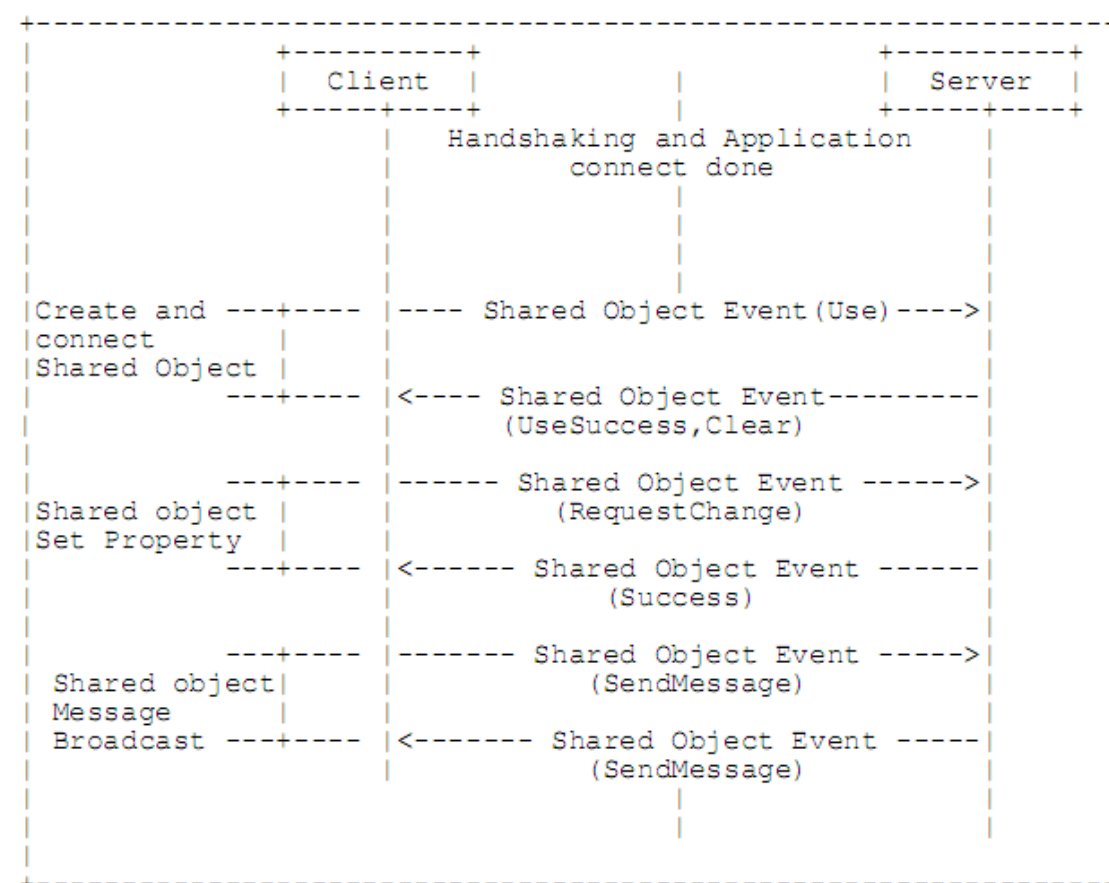 Client Server
Handshaking and Application
connect done
Create and ---+---- |---- Shared Object Event(Use)---->|
connect
Shared Object |
---+---- |<---- Shared Object Event---------|
(UseSuccess,Clear)
---+---- |------ Shared Object Event ------>|
Shared object | (RequestChange)
Set Property |
---+---- |<------ Shared Object Event ------|
(Success)
---+---- |------- Shared Object Event ----->|
Shared object| (SendMessage)
Message |
Broadcast ---+---- |<------- Shared Object Event -----|
(SendMessage)